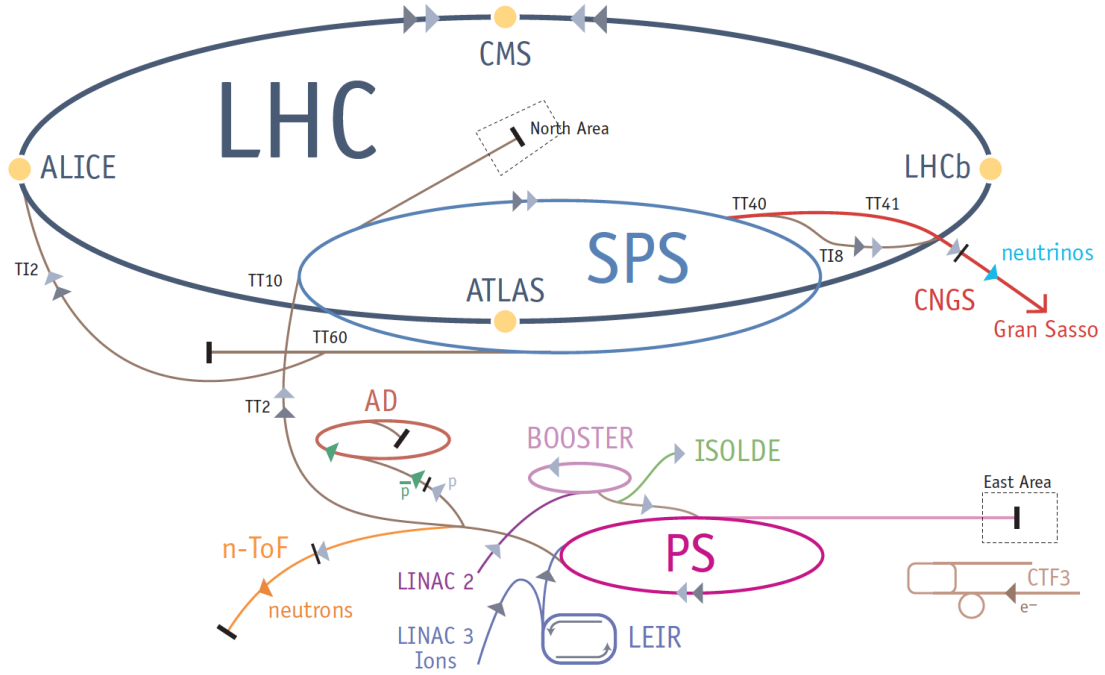 CMS
LHC
North Area
ALICE
LHCb
TT40
TT41
SPS
TI8
neutrinos
TI2
TT10
ATLAS
CNGS
Gran Sasso
TT60
TT2
AD
BOOSTER
ISOLDE
p̅
p
East Area
n-ToF
PS
LINAC 2
CTF3
neutrons
e⁻
LINAC 3
Ions
LEIR